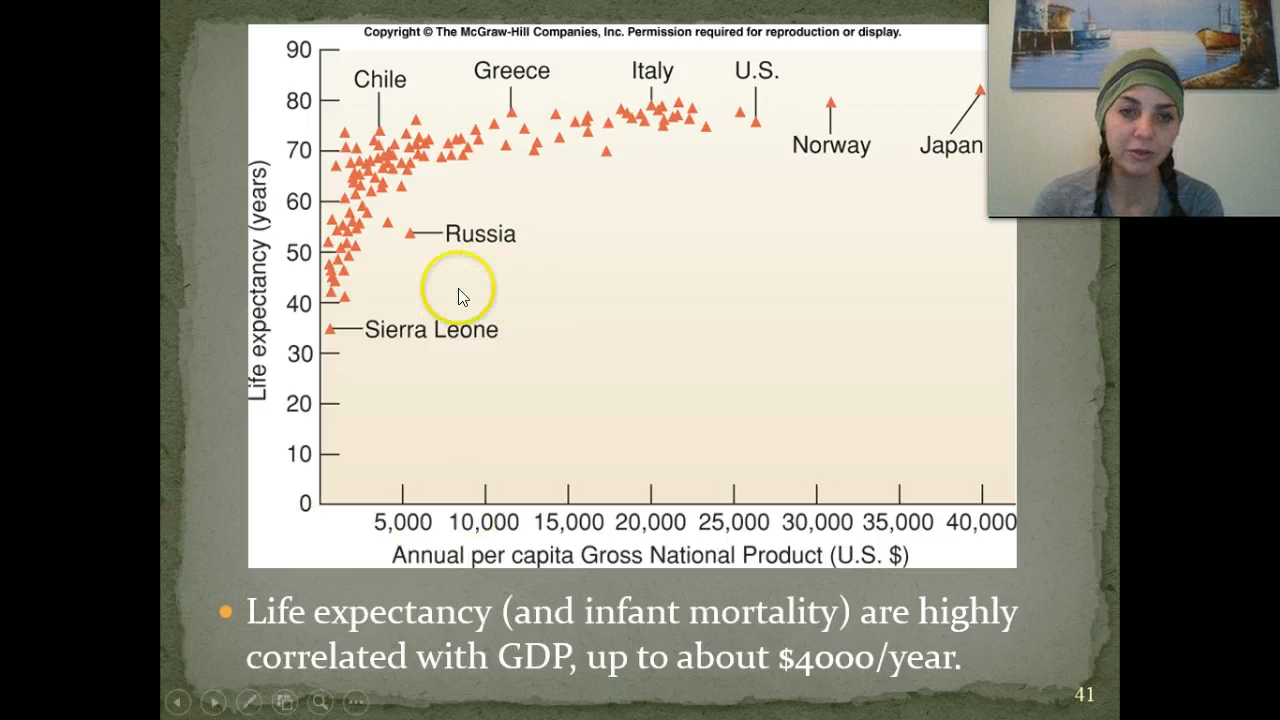 Copyright © The McGraw-Hill Companies, Inc. Permission required for reproduction or display.
90
80
70
60
50
40
30
20
10
0
Life expectancy (years)
Chile
Greece
Italy
U.S.
Norway
Japan
Russia
Sierra Leone
5,000 10,000 15,000 20,000 25,000 30,000 35,000 40,000
Annual per capita Gross National Product (U.S. $)
• Life expectancy (and infant mortality) are highly
correlated with GDP, up to about $4000/year.
41